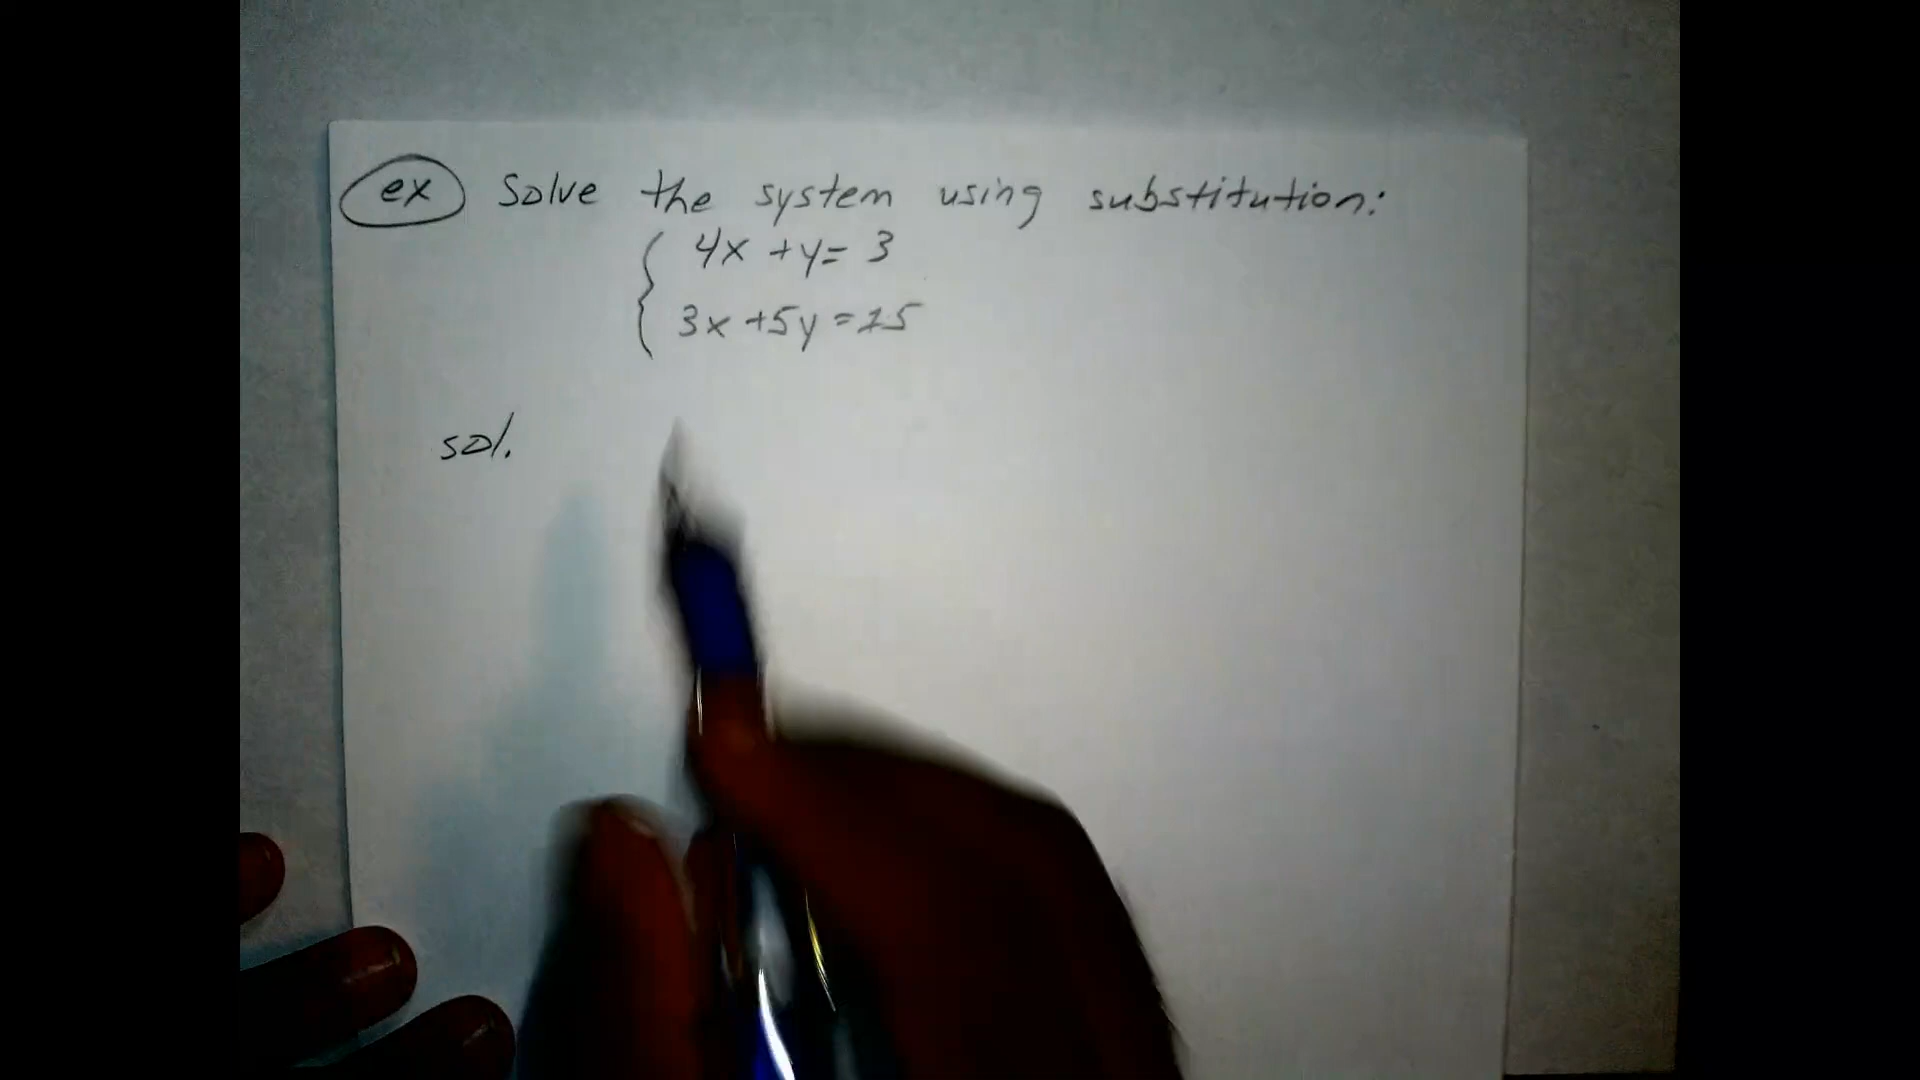 ex Solve the system using substitution:
4x + y = 3
3x + 5y = 15
sol.